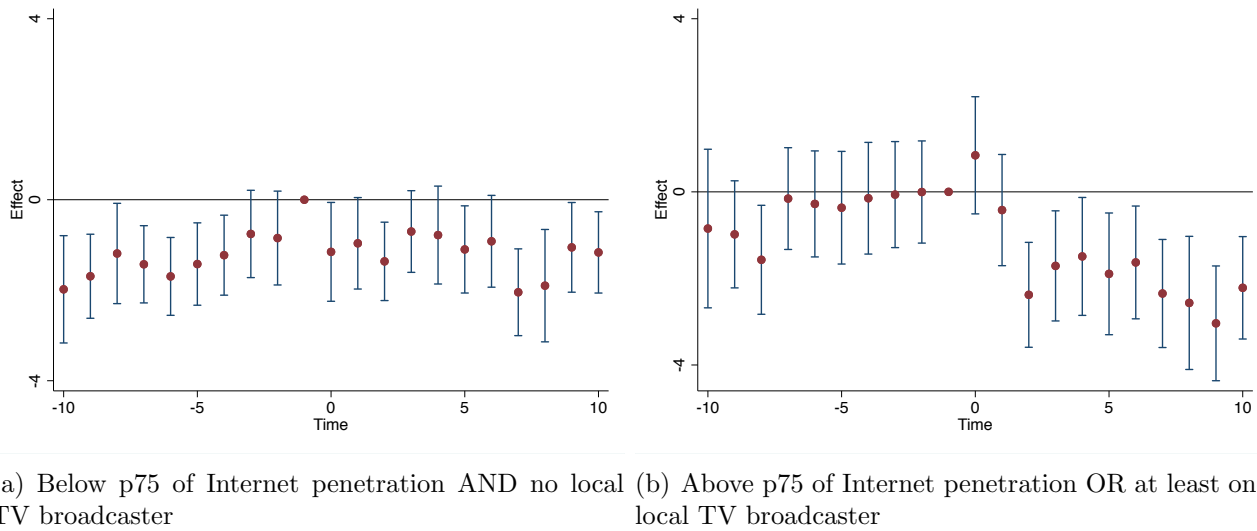 4
0
-4
Effect
-10
-5
0
5
10
Time
a) Below p75 of Internet penetration AND no local
TV broadcaster
4
0
-4
Effect
-10
-5
0
5
10
Time
(b) Above p75 of Internet penetration OR at least on
local TV broadcaster